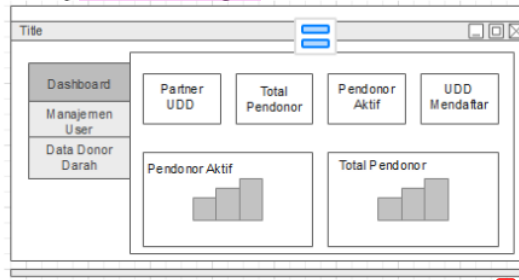 Title
Dashboard
Manajemen
User
Data Donor
Darah
Partner
UDD
Total
Pendonor
Pendonor
Aktif
UDD
Mendaftar
Pendonor Aktif
Total Pendonor